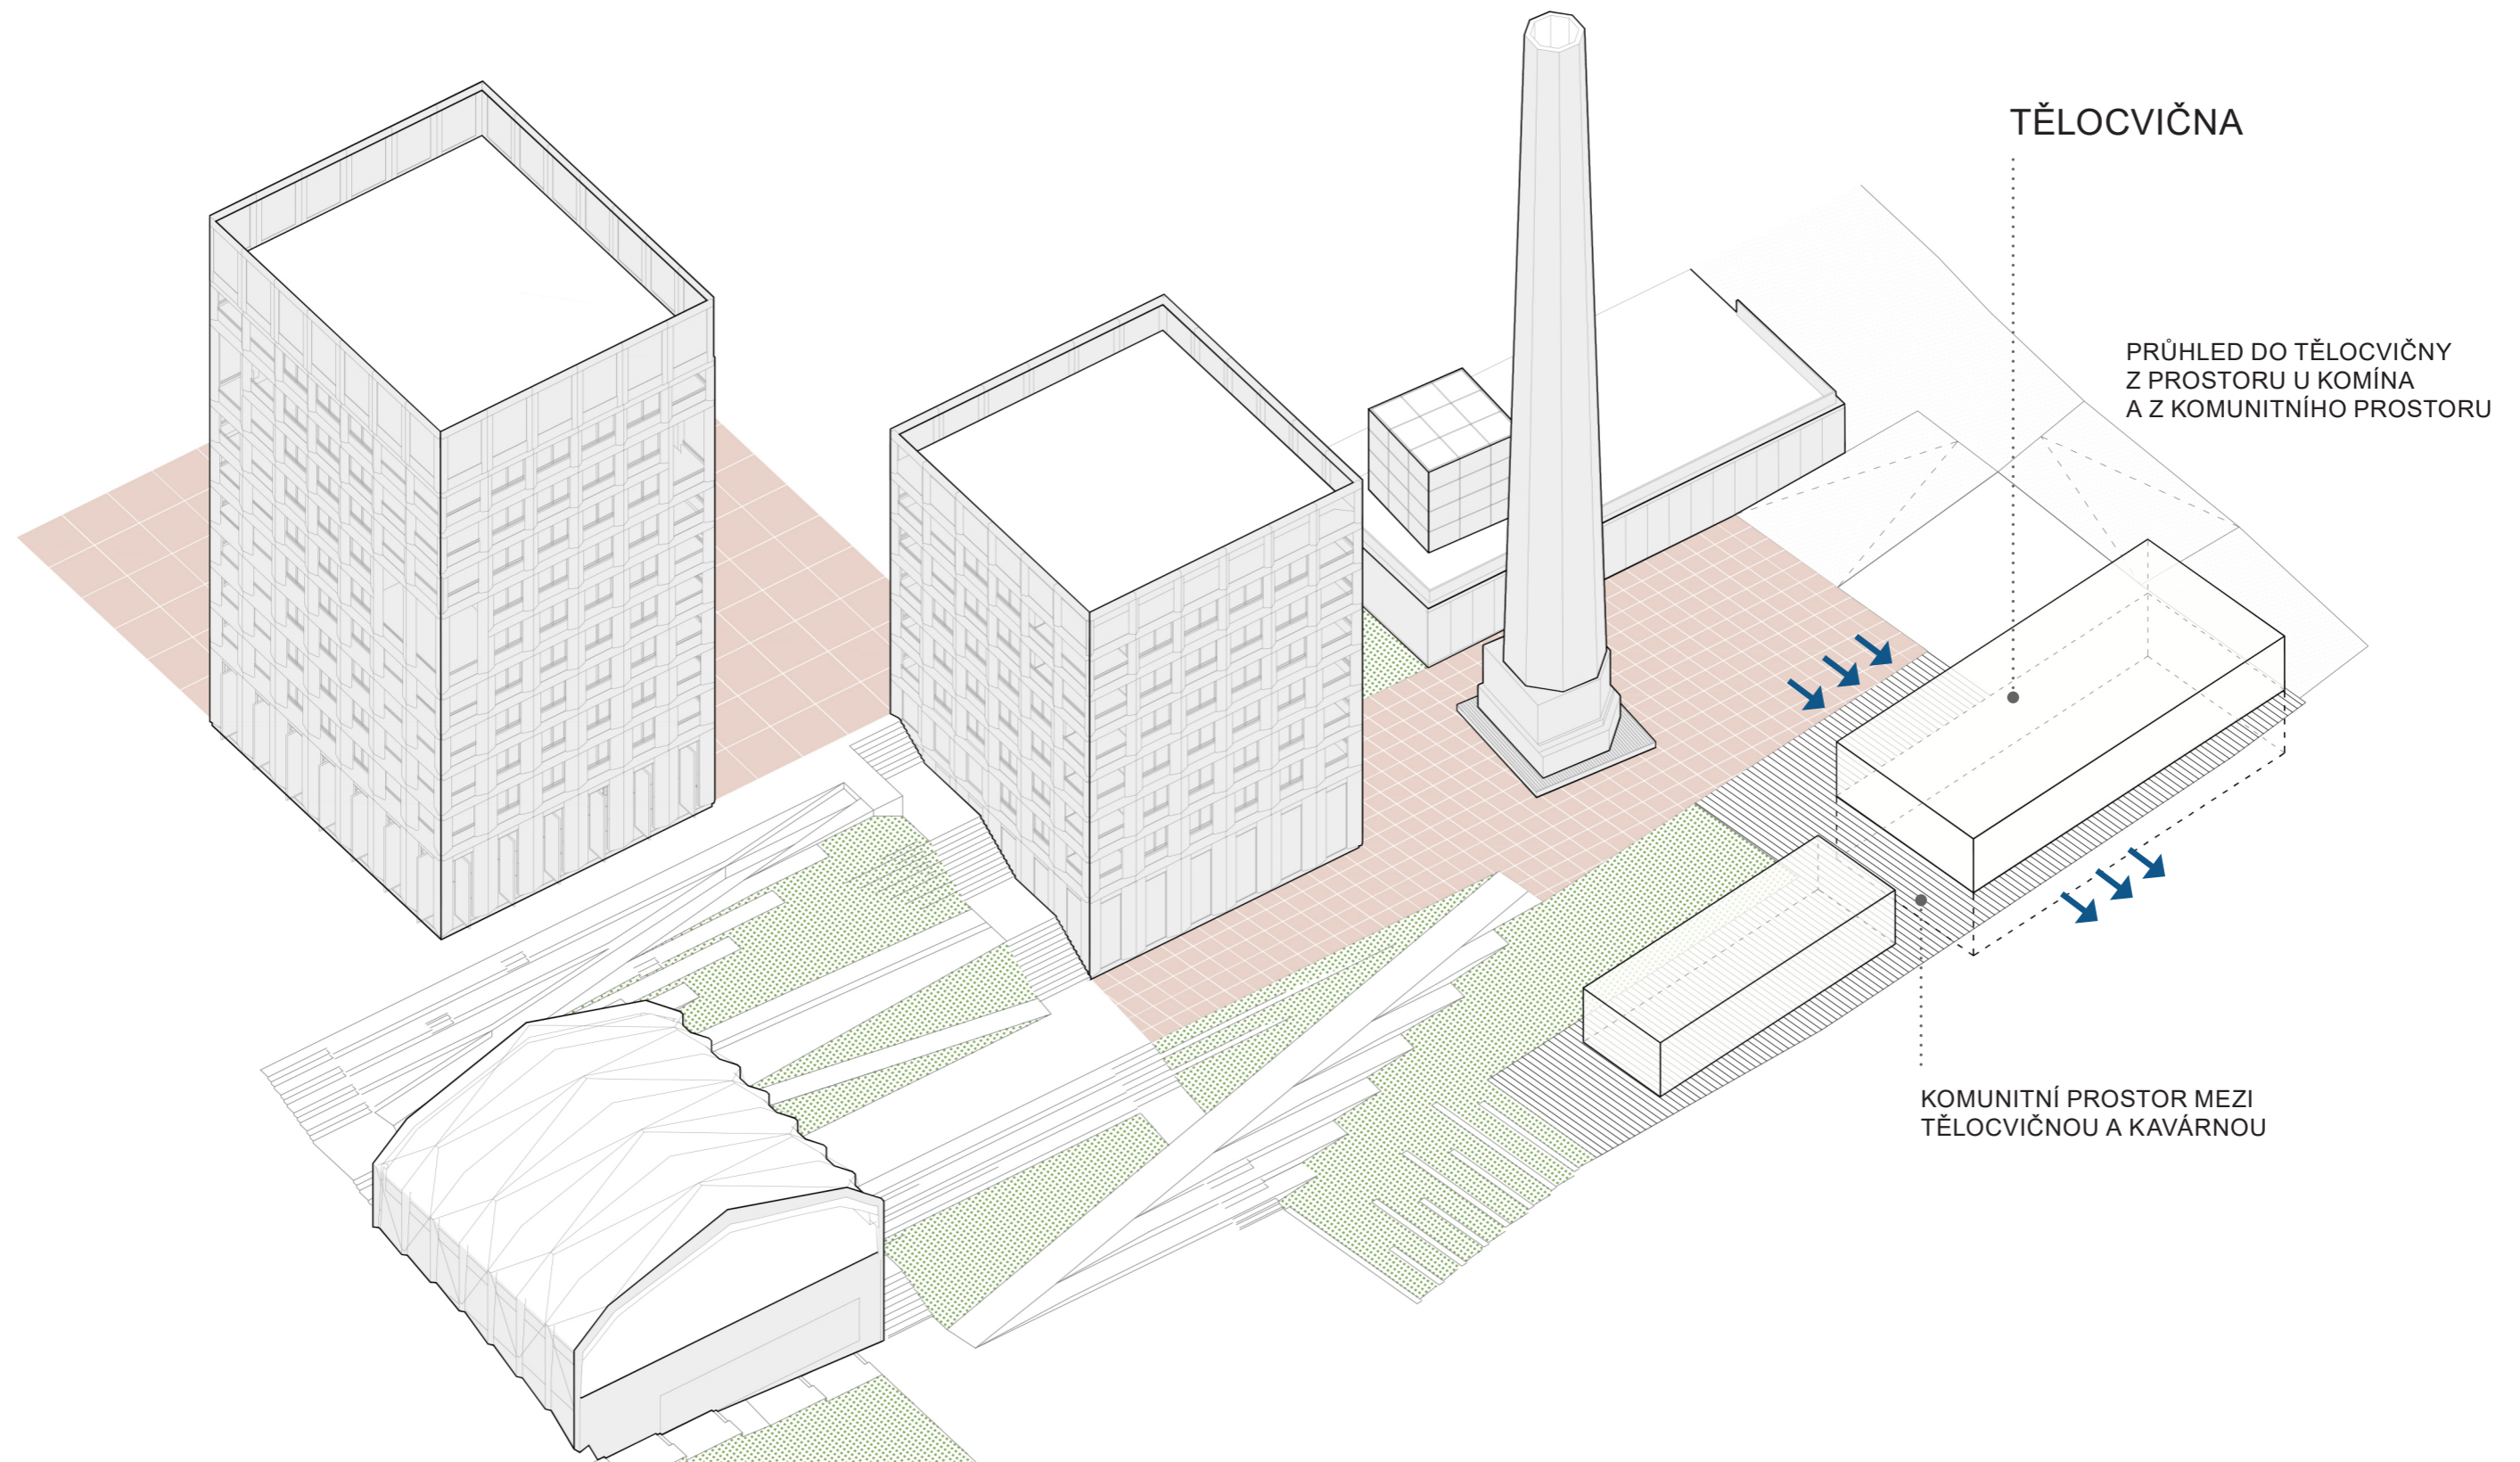 TĚLOCVIČNA
PRŮHLED DO TĚLOCVIČNY
Z PROSTORU U KOMÍNA
A Z KOMUNITNÍHO PROSTORU
KOMUNITNÍ PROSTOR MEZI
TĚLOCVIČNOU A KAVÁRNOU